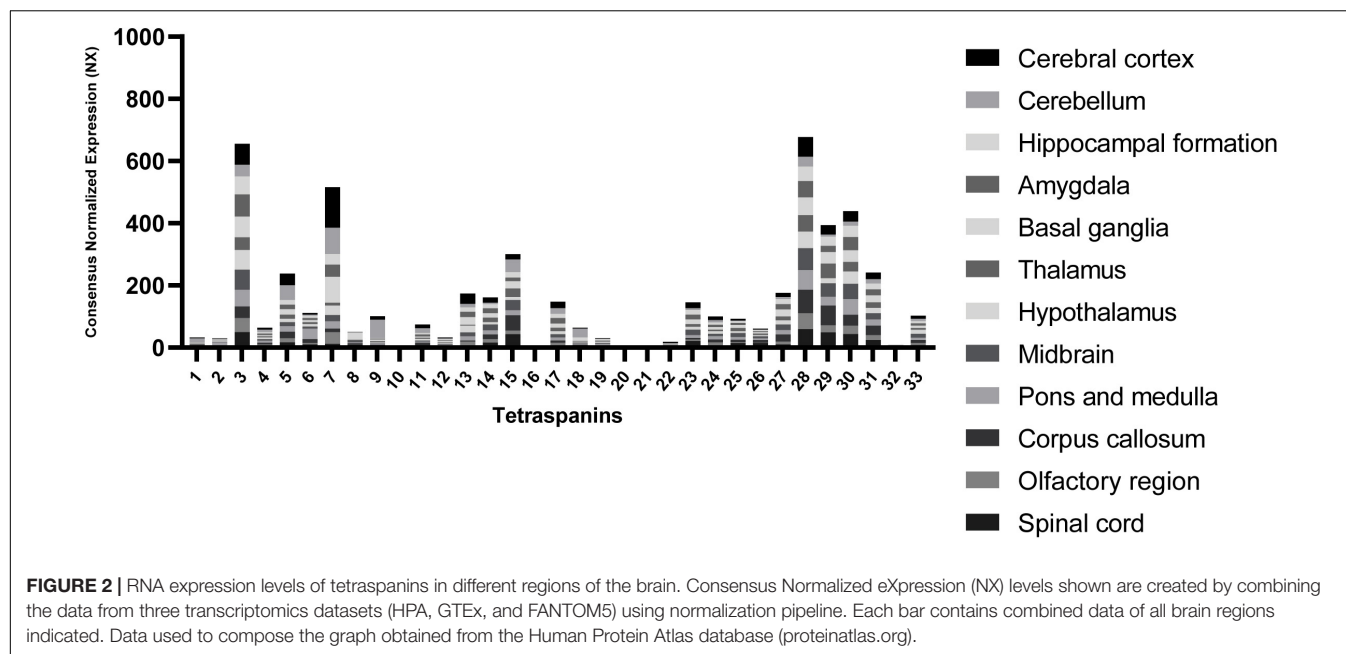 1000
800
600
400
200
0
Consensus Normalized Expression (NX)
1 2 3 4 5 6 7 8 9 10 11 12 13 14 15 16 17 18 19 20 21 22 23 24 25 26 27 28 29 30 31 32 33
Tetraspanins
Cerebral cortex
Cerebellum
Hippocampal formation
Amygdala
Basal ganglia
Thalamus
Hypothalamus
Midbrain
Pons and medulla
Corpus callosum
Olfactory region
Spinal cord
FIGURE 2 | RNA expression levels of tetraspanins in different regions of the brain. Consensus Normalized eXpression (NX) levels shown are created by combining
the data from three transcriptomics datasets (HPA, GTEx, and FANTOM5) using normalization pipeline. Each bar contains combined data of all brain regions
indicated. Data used to compose the graph obtained from the Human Protein Atlas database (proteinatlas.org).